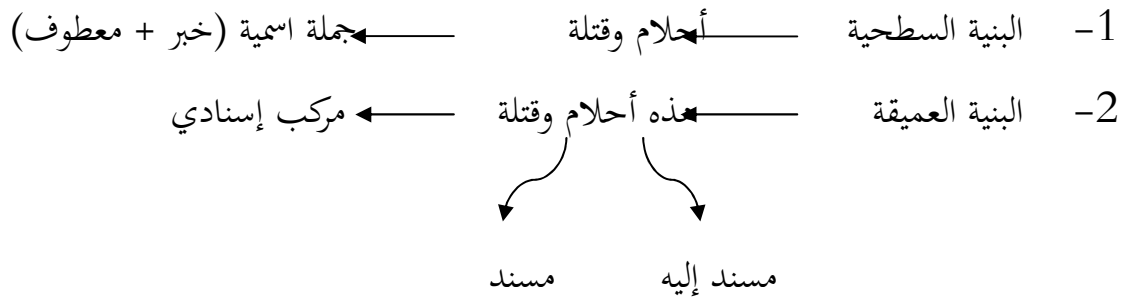 1- البنية السطحية أحلام وقتلة جملة اسمية (خبر + معطوف)
2- البنية العميقة هذه أحلام وقتلة مركب إسنادي
مسند إليه مسند